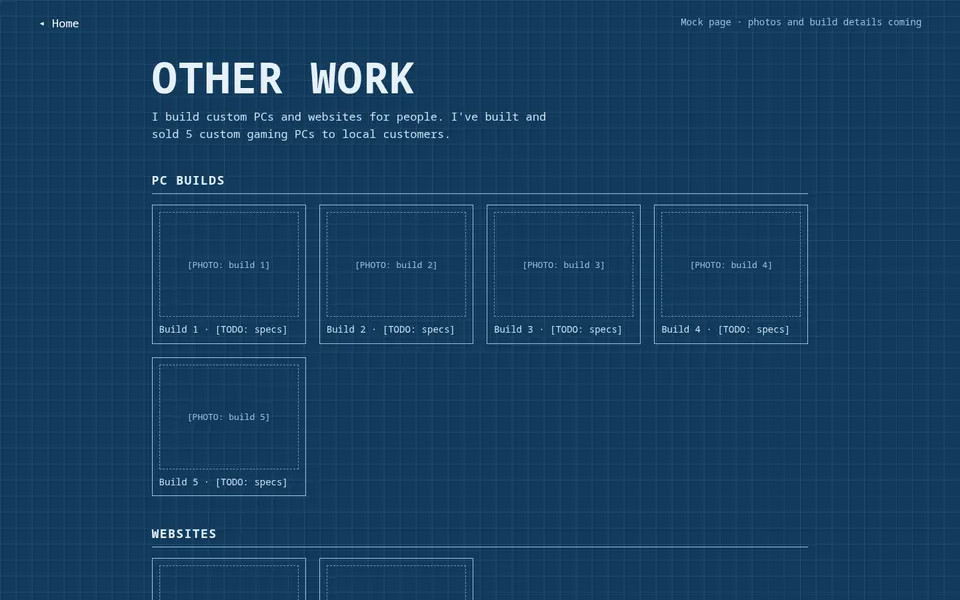 ◂ Home
Mock page · photos and build details coming
OTHER WORK
I build custom PCs and websites for people. I've built and
sold 5 custom gaming PCs to local customers.
PC BUILDS
[PHOTO: build 1]
[PHOTO: build 2]
[PHOTO: build 3]
[PHOTO: build 4]
Build 1 · [TODO: specs]
Build 2 · [TODO: specs]
Build 3 · [TODO: specs]
Build 4 · [TODO: specs]
[PHOTO: build 5]
Build 5 · [TODO: specs]
WEBSITES